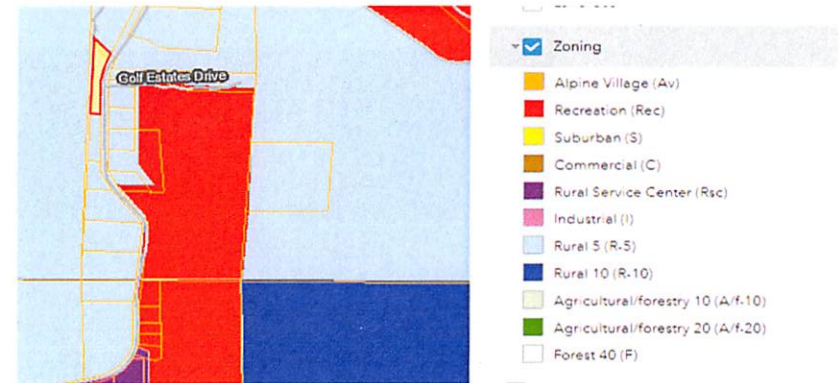 Golf Estates Drive
Zoning
Alpine Village (Av)
Recreation (Rec)
Suburban (S)
Commercial (C)
Rural Service Center (Rsc)
Industrial (I)
Rural 5 (R-5)
Rural 10 (R-10)
Agricultural/forestry 10 (A/f-10)
Agricultural/forestry 20 (A/f-20)
Forest 40 (F)